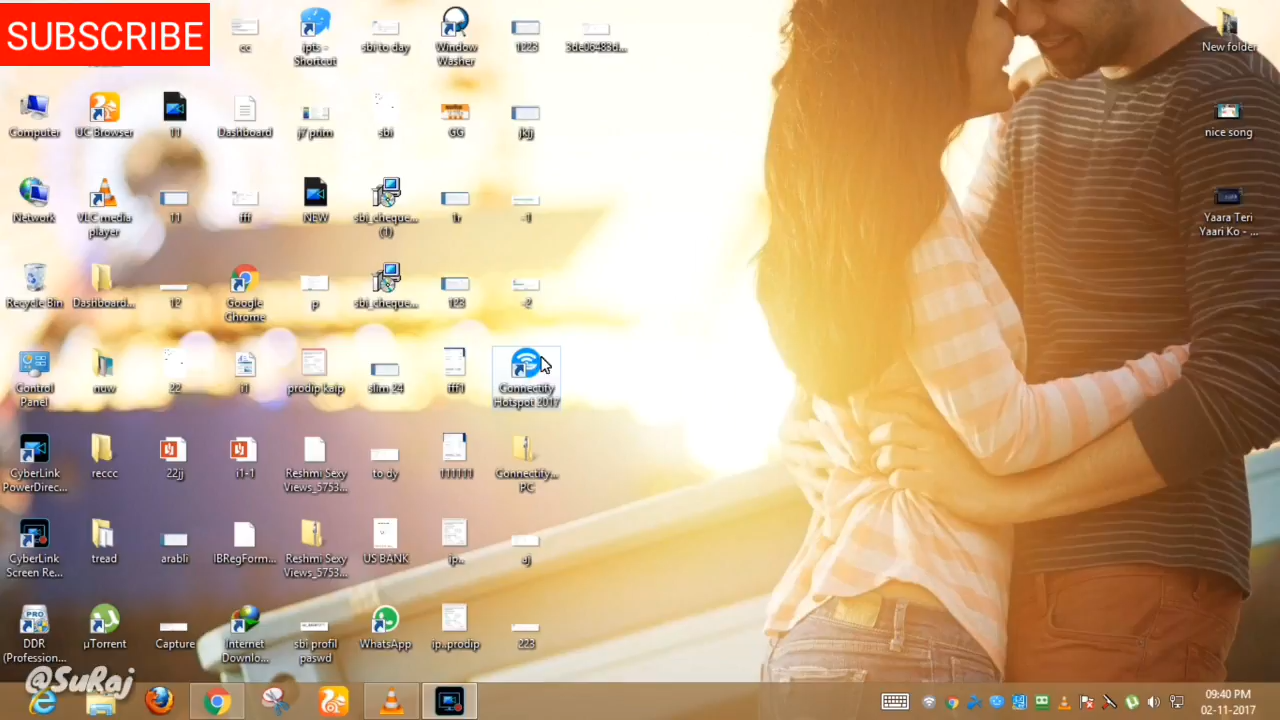 SUBSCRIBE
cc
ipts -
Shortcut
sbi to day
Window
Washer
1223
3de06483d...
New folder
Computer
UC Browser
11
Dashboard
j7 prim
sbi
GG
jkjj
nice song
Network
VLC media
player
11
fff
NEW
sbi_cheque...
(1)
1r
-1
Yaara Teri
Yaari Ko - ...
Recycle Bin
Dashboard...
12
Google
Chrome
p
sbi_cheque...
123
-2
Control
Panel
now
22
i1
prodip kaip
slim 24
fff1
Connectify
Hotspot 2017
CyberLink
PowerDirec...
reccc
22jj
i1-1
Reshmi Sexy
Views_5753...
to dy
111111
Connectify...
PC
CyberLink
Screen Re...
tread
arabli
IBRegForm...
Reshmi Sexy
Views_5753...
US BANK
ip..
aj
DDR
(Profession...
µTorrent
Capture
Internet
Downlo...
sbi profil
paswd
WhatsApp
ip..prodip
223
@SuRaj
09:40 PM
02-11-2017